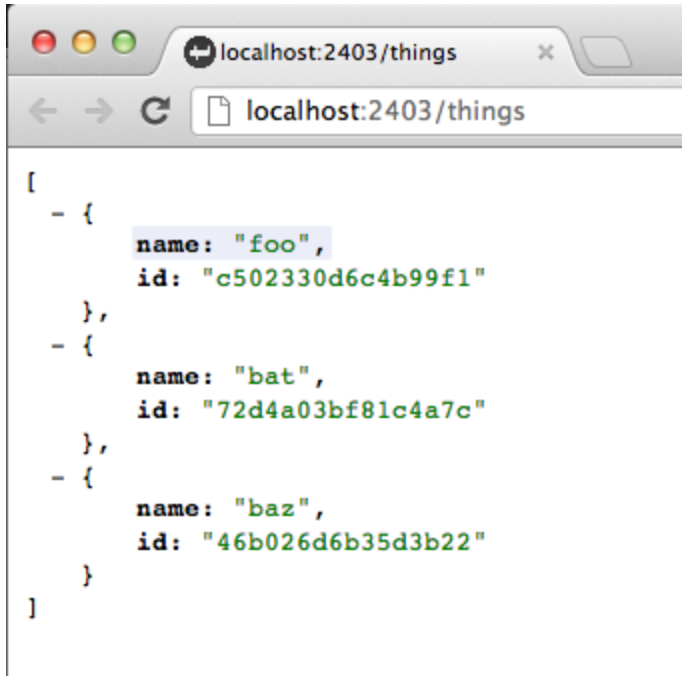 localhost:2403/things
localhost:2403/things
[
- {
name: "foo",
id: "c502330d6c4b99f1"
},
- {
name: "bat",
id: "72d4a03bf81c4a7c"
},
- {
name: "baz",
id: "46b026d6b35d3b22"
}
]